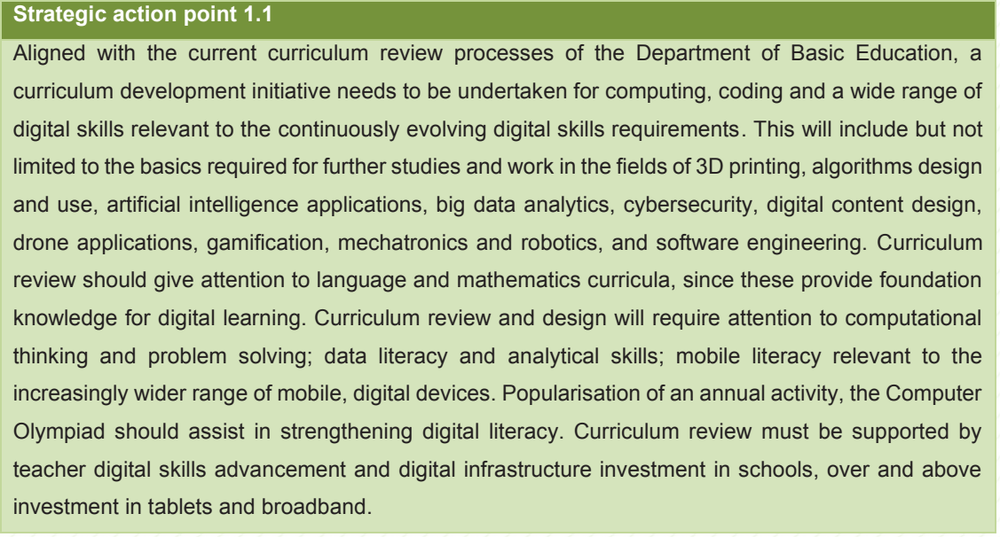 Strategic action point 1.1
Aligned with the current curriculum review processes of the Department of Basic Education, a
curriculum development initiative needs to be undertaken for computing, coding and a wide range of
digital skills relevant to the continuously evolving digital skills requirements. This will include but not
limited to the basics required for further studies and work in the fields of 3D printing, algorithms design
and use, artificial intelligence applications, big data analytics, cybersecurity, digital content design,
drone applications, gamification, mechatronics and robotics, and software engineering. Curriculum
review should give attention to language and mathematics curricula, since these provide foundation
knowledge for digital learning. Curriculum review and design will require attention to computational
thinking and problem solving; data literacy and analytical skills; mobile literacy relevant to the
increasingly wider range of mobile, digital devices. Popularisation of an annual activity, the Computer
Olympiad should assist in strengthening digital literacy. Curriculum review must be supported by
teacher digital skills advancement and digital infrastructure investment in schools, over and above
investment in tablets and broadband.